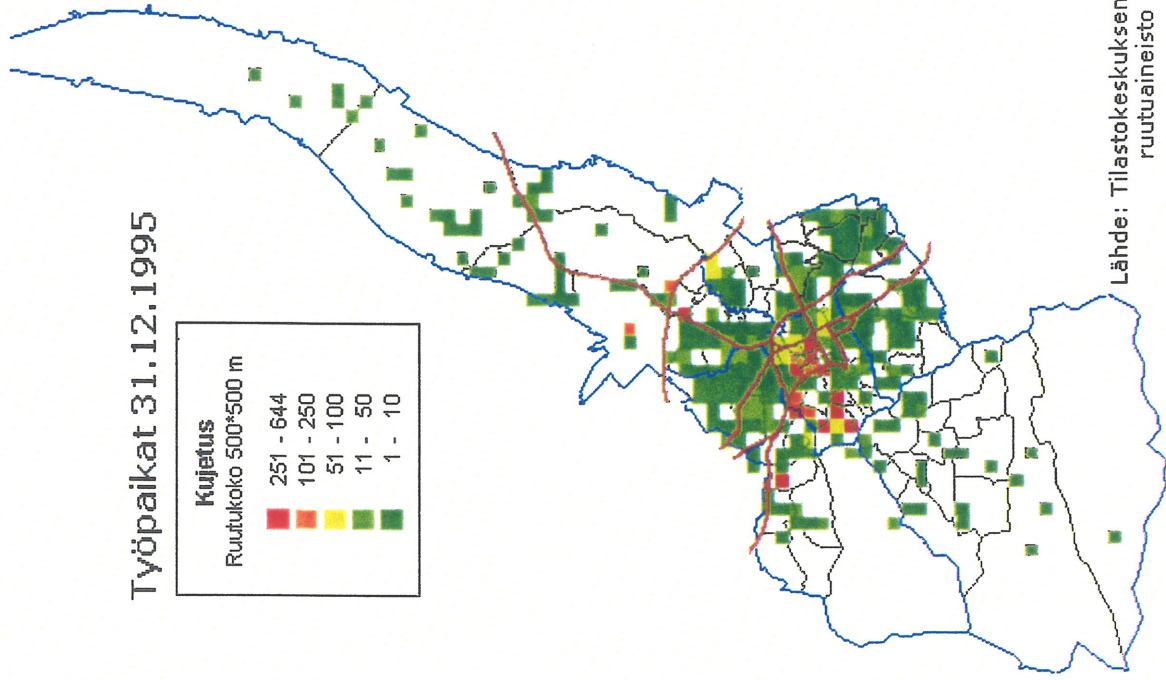 Työpaikat 31.12.1995
Kujetus
Ruutukoko 500*500 m
251 - 644
101 - 250
51 - 100
11 - 50
1 - 10
Lähde: Tilastokeskuksen
ruutuaineisto